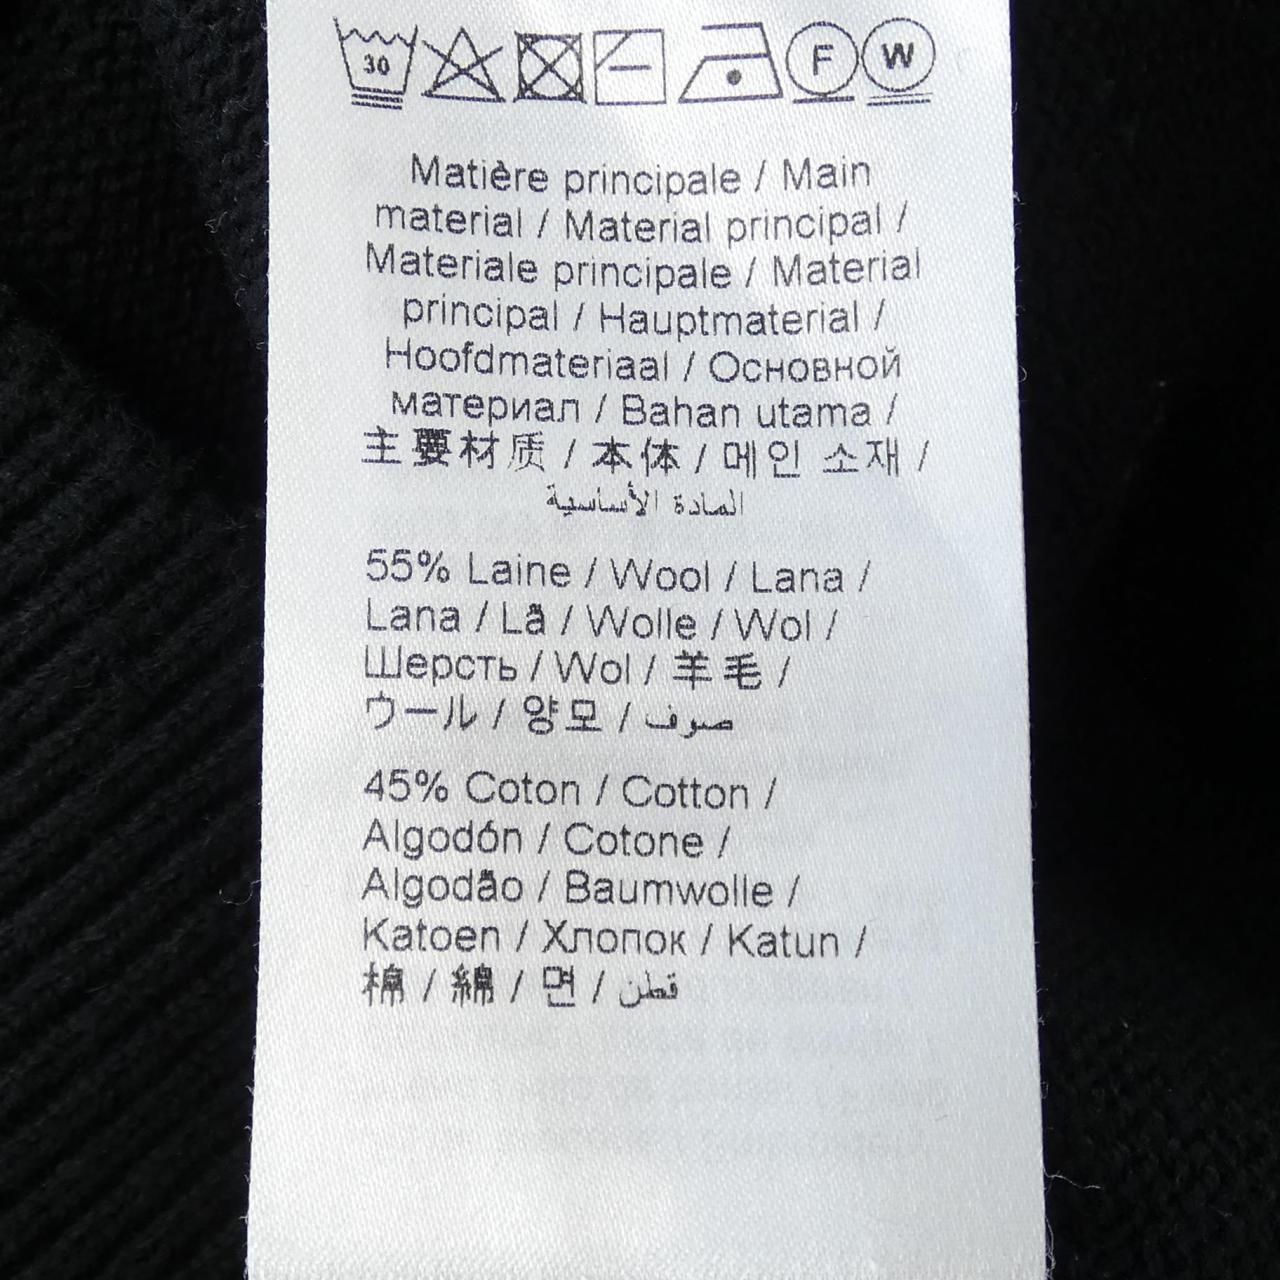 30 F W
Matière principale / Main
material / Material principal /
Materiale principale / Material
principal / Hauptmaterial /
Hoofdmateriaal / Основной
материал / Bahan utama /
主要材质 / 本体 / 메인 소재 /
المادة الأساسية
55% Laine / Wool / Lana /
Lana / Lã / Wolle / Wol /
Шерсть / Wol / 羊毛 /
ウール / 양모 / صوف
45% Coton / Cotton /
Algodón / Cotone /
Algodão / Baumwolle /
Katoen / Хлопок / Katun /
棉 / 綿 / 면 / قطن